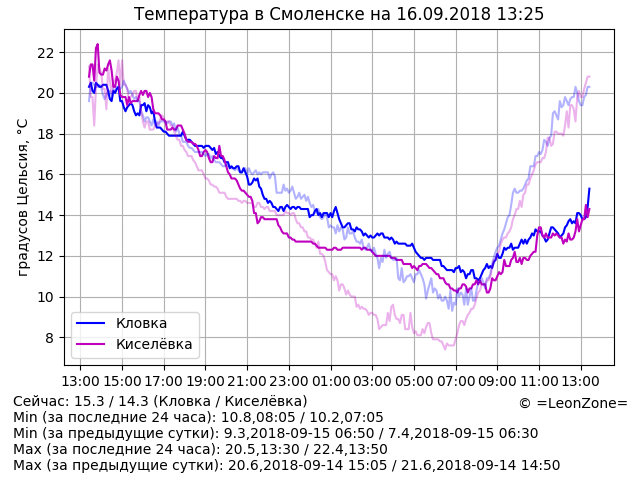 Температура в Смоленске на 16.09.2018 13:25
градусов Цельсия, °C
22
20
18
16
14
12
10
8
Кловка
Киселёвка
13:00 15:00 17:00 19:00 21:00 23:00 01:00 03:00 05:00 07:00 09:00 11:00 13:00
Сейчас: 15.3 / 14.3 (Кловка / Киселёвка)
© =LeonZone=
Min (за последние 24 часа): 10.8,08:05 / 10.2,07:05
Min (за предыдущие сутки): 9.3,2018-09-15 06:50 / 7.4,2018-09-15 06:30
Max (за последние 24 часа): 20.5,13:30 / 22.4,13:50
Max (за предыдущие сутки): 20.6,2018-09-14 15:05 / 21.6,2018-09-14 14:50